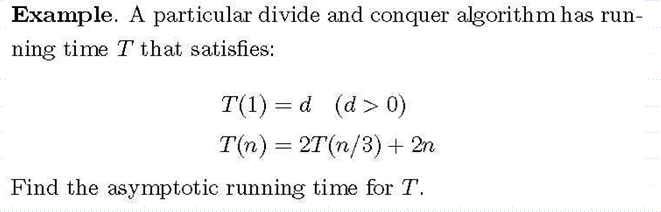 Example. A particular divide and conquer algorithm has run-
ning time T that satisfies:
T(1) = d (d > 0)
T(n) = 2T(n/3) + 2n
Find the asymptotic running time for T.